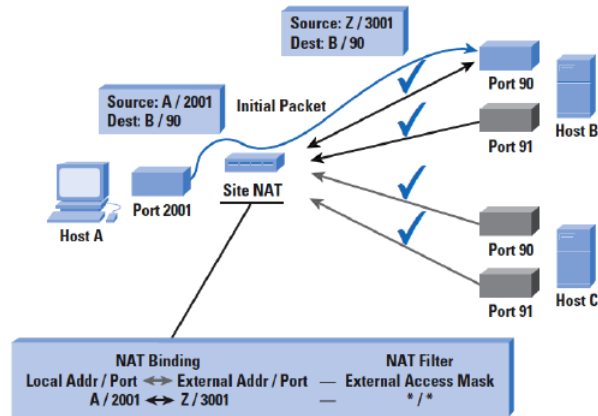 Source: Z / 3001
Dest: B / 90
Source: A / 2001
Dest: B / 90
Initial Packet
Port 90
Host B
Port 91
Port 2001
Site NAT
Host A
Port 90
Host C
Port 91
NAT Binding NAT Filter
Local Addr / Port ↔ External Addr / Port — External Access Mask
A / 2001 ↔ Z / 3001 — * / *